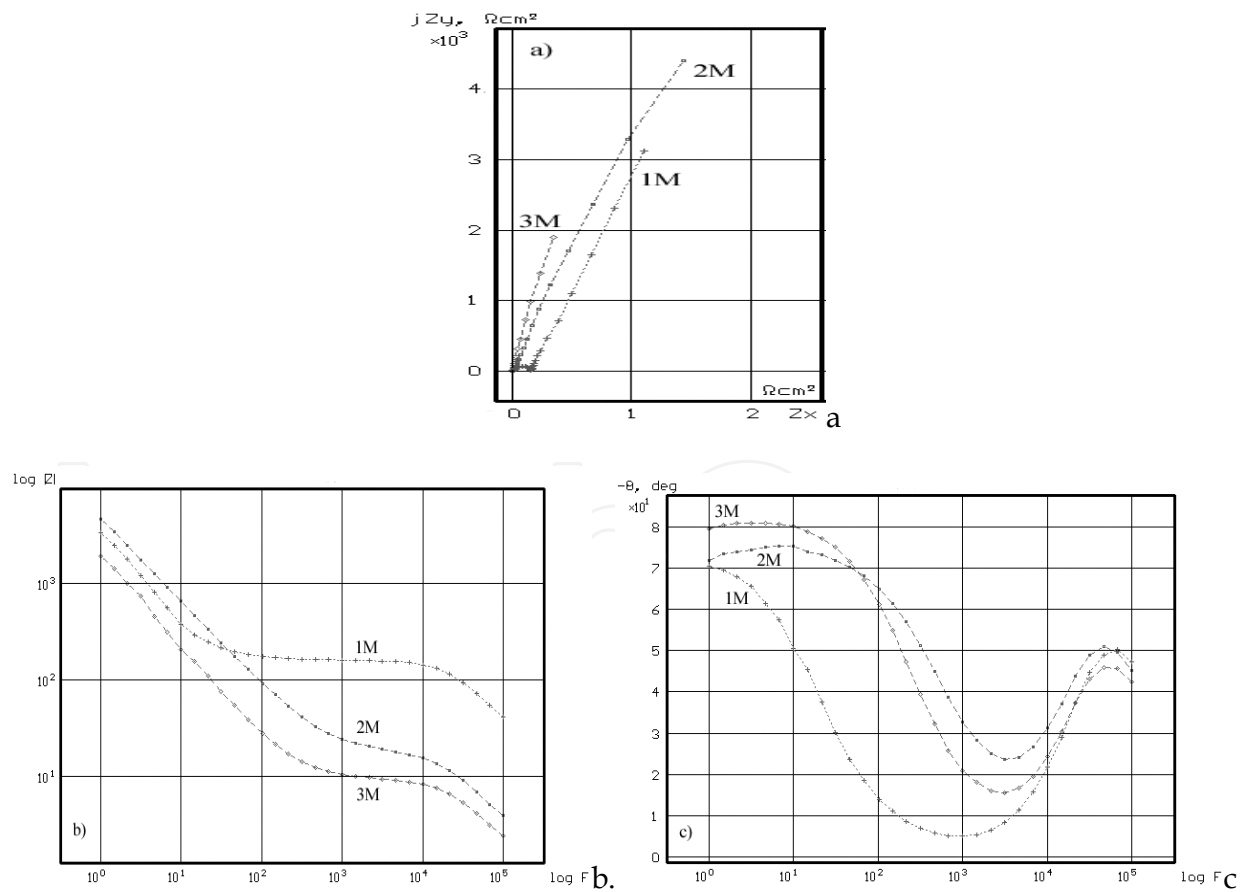 jZy, Ωcm²
×10³
a)
2M
4
3
1M
3M
2
1
0
Ωcm²
0 1 2 Zx
a
log |Z|
10³
10²
10¹
1M
2M
3M
b)
10⁰ 10¹ 10² 10³ 10⁴ 10⁵ log F
b.
-θ, deg
×10¹
8
7
6
5
4
3
2
1
0
3M
2M
1M
c)
10⁰ 10¹ 10² 10³ 10⁴ 10⁵ log F
c